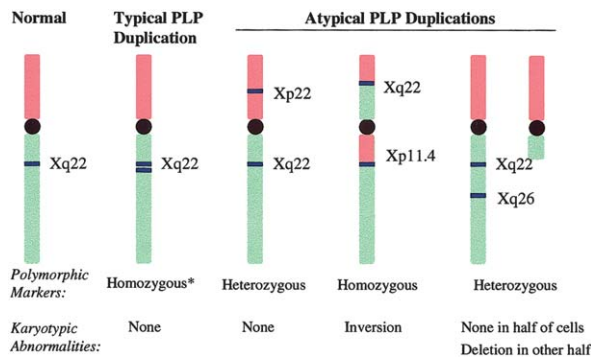 Normal
Typical PLP
Duplication
Atypical PLP Duplications
Xq22
Xq22
Xp22
Xq22
Xq22
Xp11.4
Xq22
Xq26
Polymorphic
Markers:
Homozygous*
Heterozygous
Homozygous
Heterozygous
Karyotypic
Abnormalities:
None
None
Inversion
None in half of cells
Deletion in other half